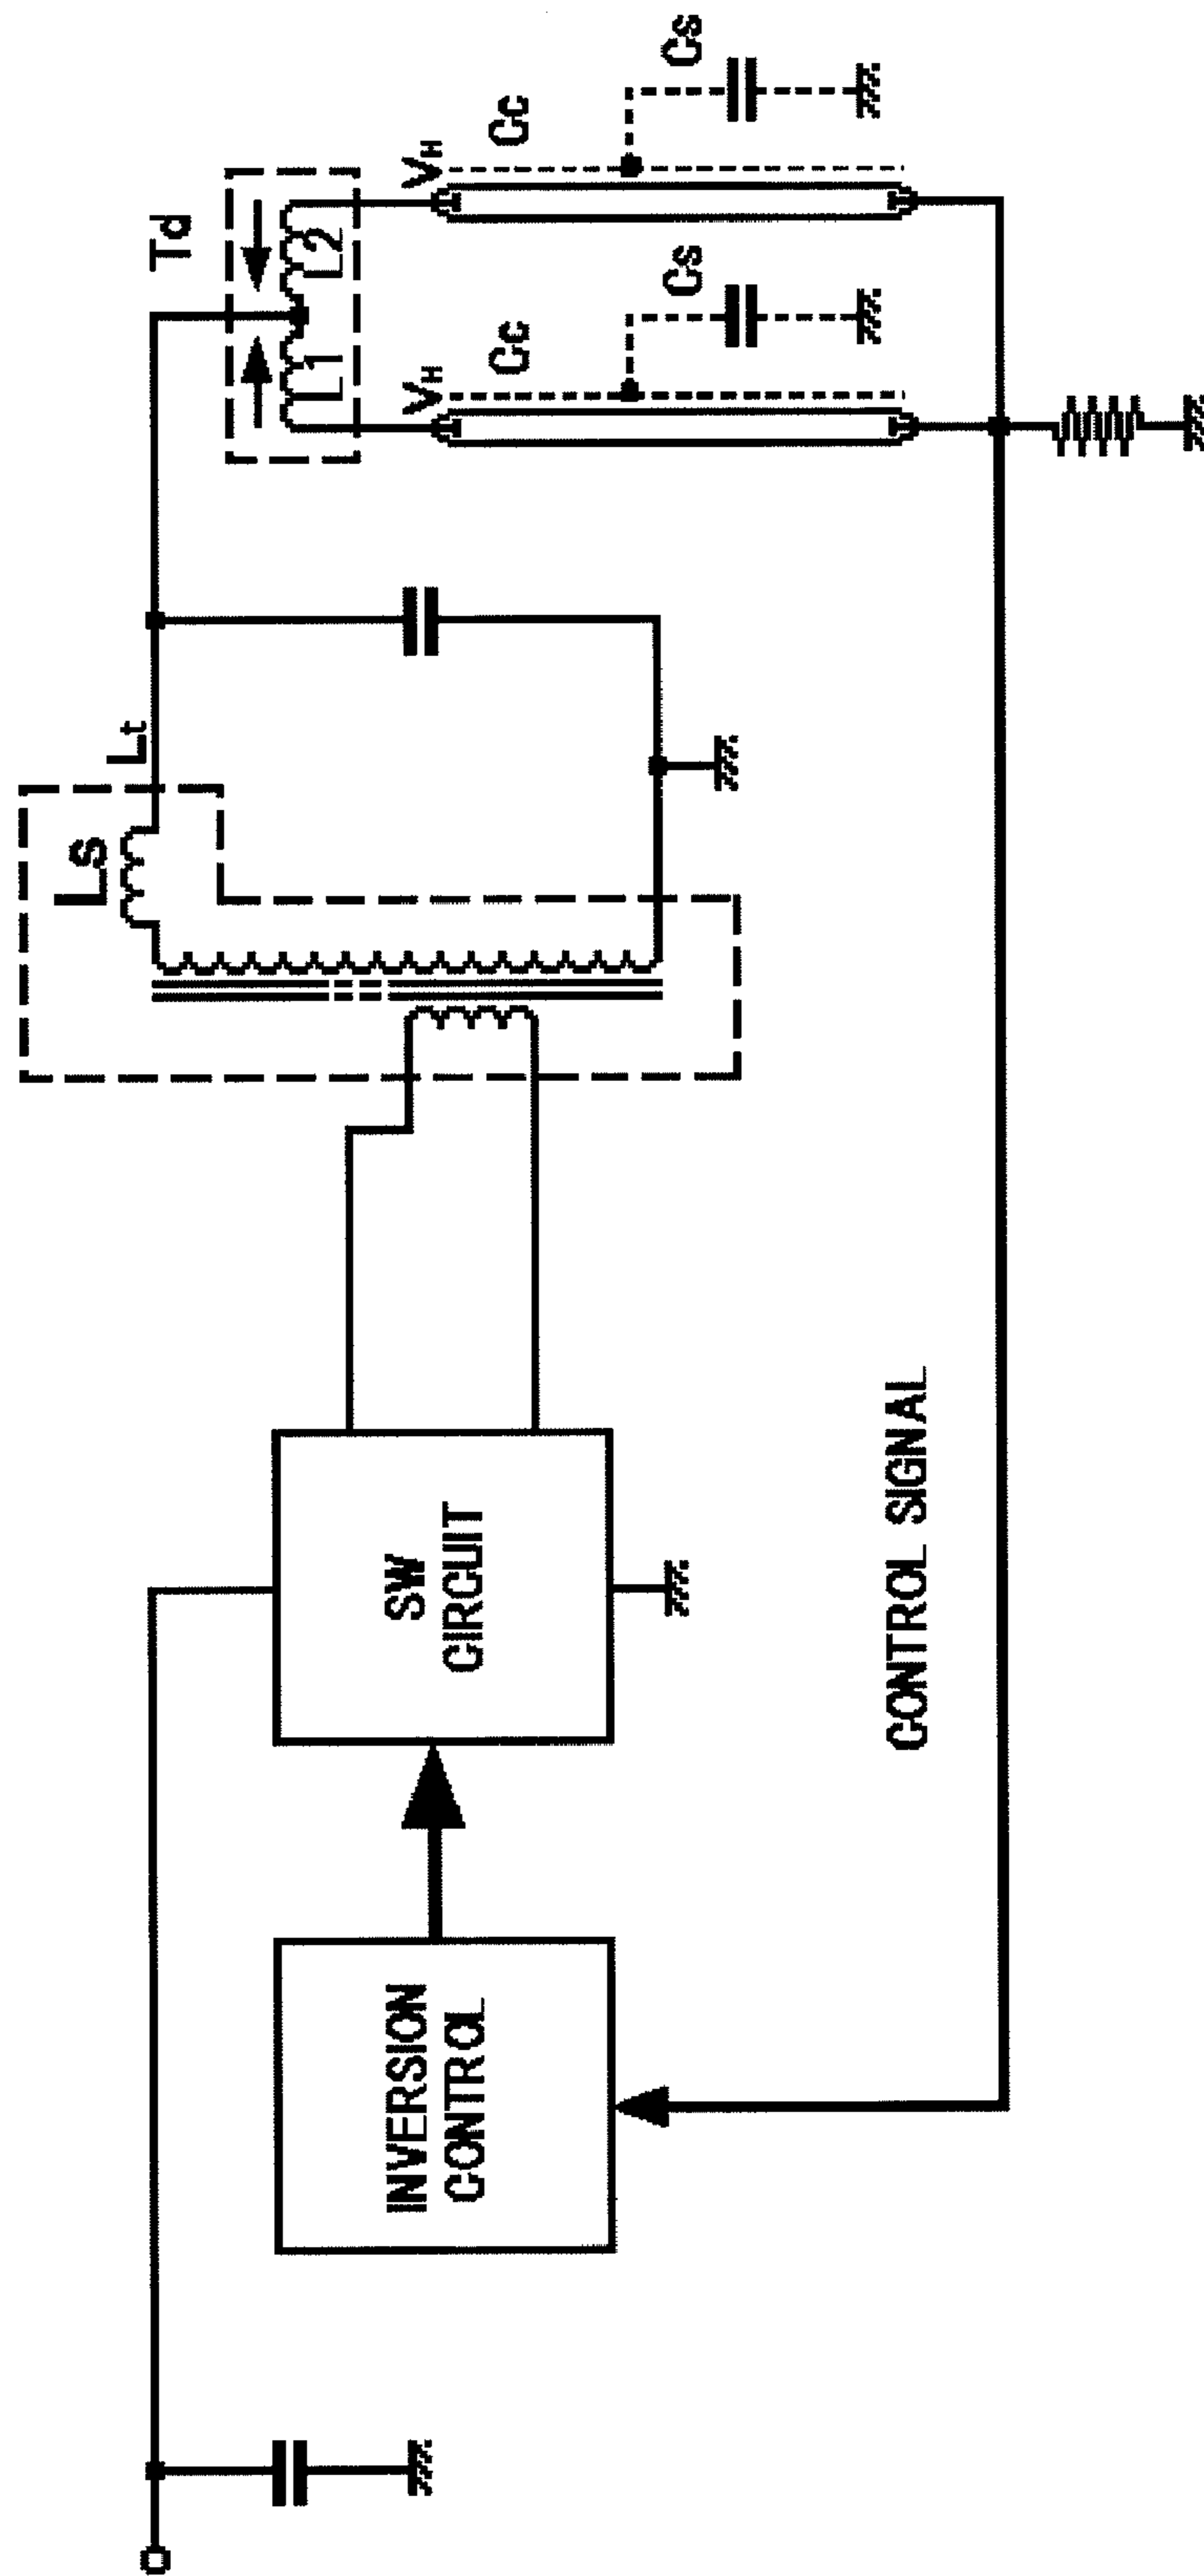 INVERSION
CONTROL
SW
CIRCUIT
CONTROL SIGNAL
Ls
Lt
Td
L1
L2
VH
VH
Cc
Cc
Cs
Cs